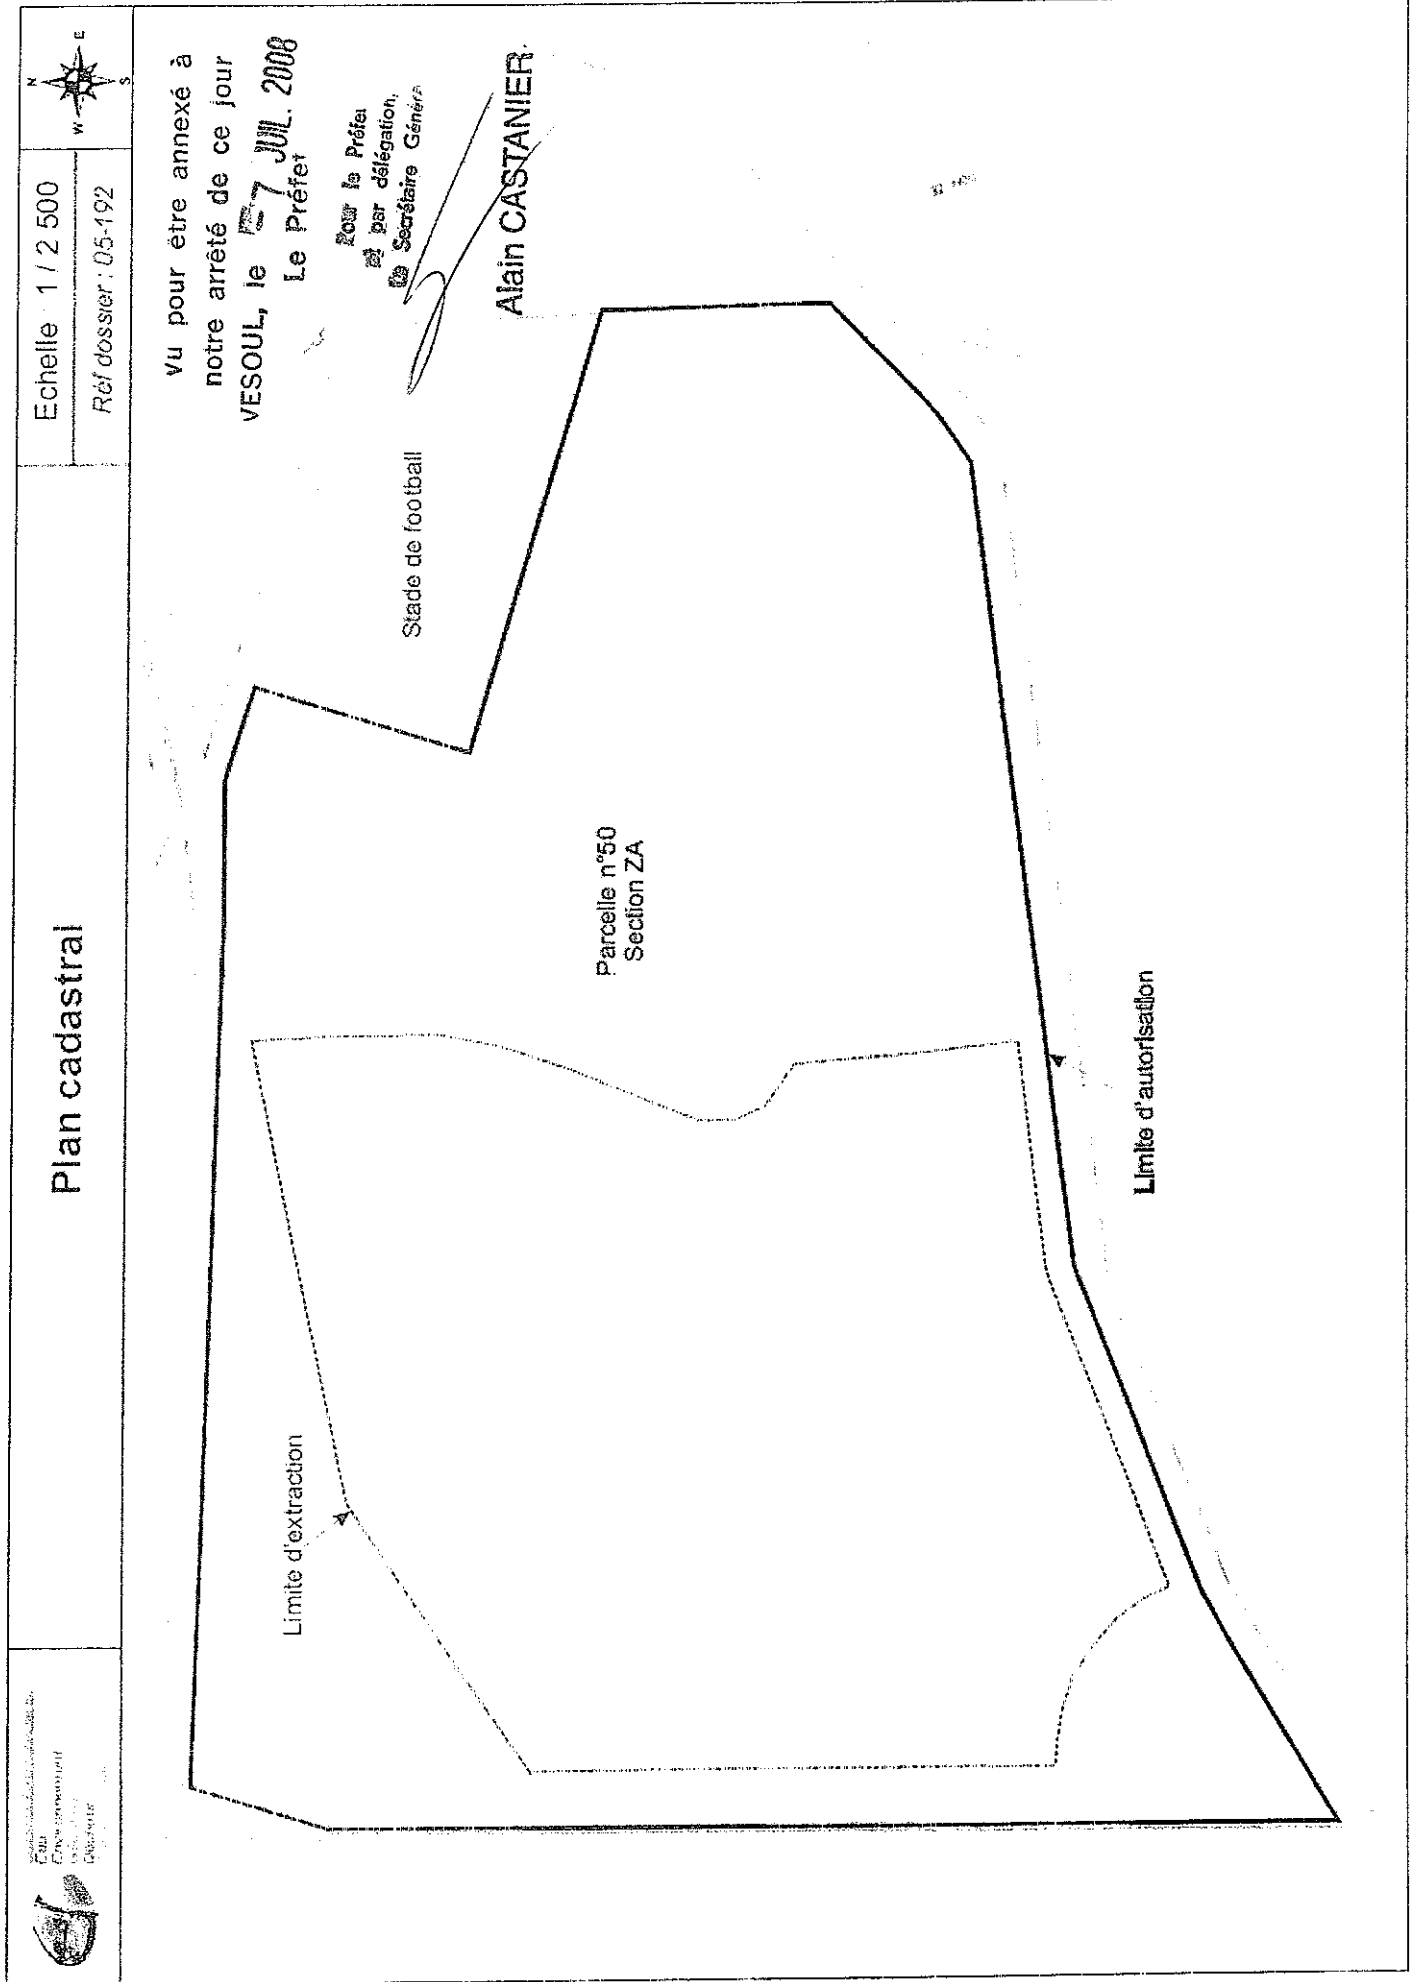 Eau
Environnement
Plan cadastral
Echelle 1 / 2 500
Réf dossier : 05-192
N
E
S
W
Vu pour être annexé à
notre arrêté de ce jour
VESOUL, le 7 JUIL. 2008
Le Préfet
Pour le Préfet
et par délégation,
Le Secrétaire Général
Alain CASTANIER
Stade de football
Parcelle n°50
Section ZA
Limite d'extraction
Limite d'autorisation